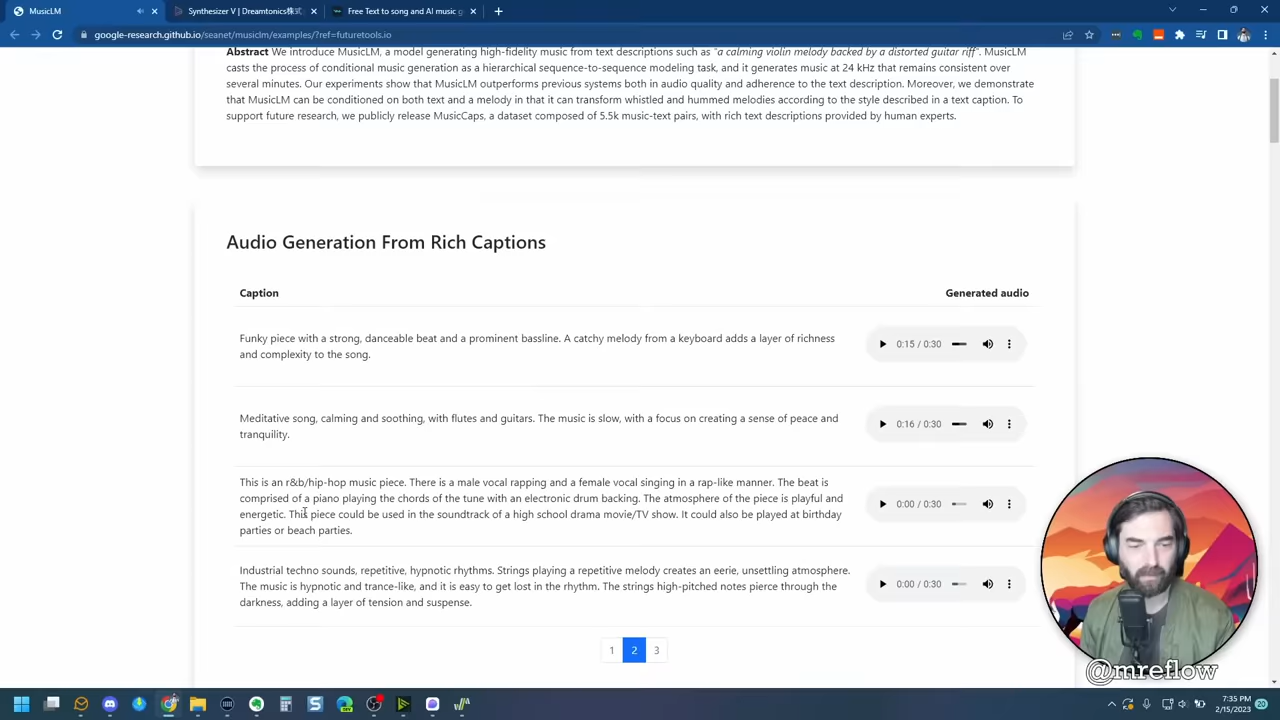 MusicLM
Synthesizer V | Dreamtonics株式
Free Text to song and AI music g
google-research.github.io/seanet/musiclm/examples/?ref=futuretools.io
Abstract We introduce MusicLM, a model generating high-fidelity music from text descriptions such as "a calming violin melody backed by a distorted guitar riff". MusicLM
casts the process of conditional music generation as a hierarchical sequence-to-sequence modeling task, and it generates music at 24 kHz that remains consistent over
several minutes. Our experiments show that MusicLM outperforms previous systems both in audio quality and adherence to the text description. Moreover, we demonstrate
that MusicLM can be conditioned on both text and a melody in that it can transform whistled and hummed melodies according to the style described in a text caption. To
support future research, we publicly release MusicCaps, a dataset composed of 5.5k music-text pairs, with rich text descriptions provided by human experts.
Audio Generation From Rich Captions
Caption
Generated audio
Funky piece with a strong, danceable beat and a prominent bassline. A catchy melody from a keyboard adds a layer of richness
and complexity to the song.
0:15 / 0:30
Meditative song, calming and soothing, with flutes and guitars. The music is slow, with a focus on creating a sense of peace and
tranquility.
0:16 / 0:30
This is an r&b/hip-hop music piece. There is a male vocal rapping and a female vocal singing in a rap-like manner. The beat is
comprised of a piano playing the chords of the tune with an electronic drum backing. The atmosphere of the piece is playful and
energetic. This piece could be used in the soundtrack of a high school drama movie/TV show. It could also be played at birthday
parties or beach parties.
0:00 / 0:30
Industrial techno sounds, repetitive, hypnotic rhythms. Strings playing a repetitive melody creates an eerie, unsettling atmosphere.
The music is hypnotic and trance-like, and it is easy to get lost in the rhythm. The strings high-pitched notes pierce through the
darkness, adding a layer of tension and suspense.
0:00 / 0:30
1 2 3
@mreflow
7:35 PM
2/15/2023